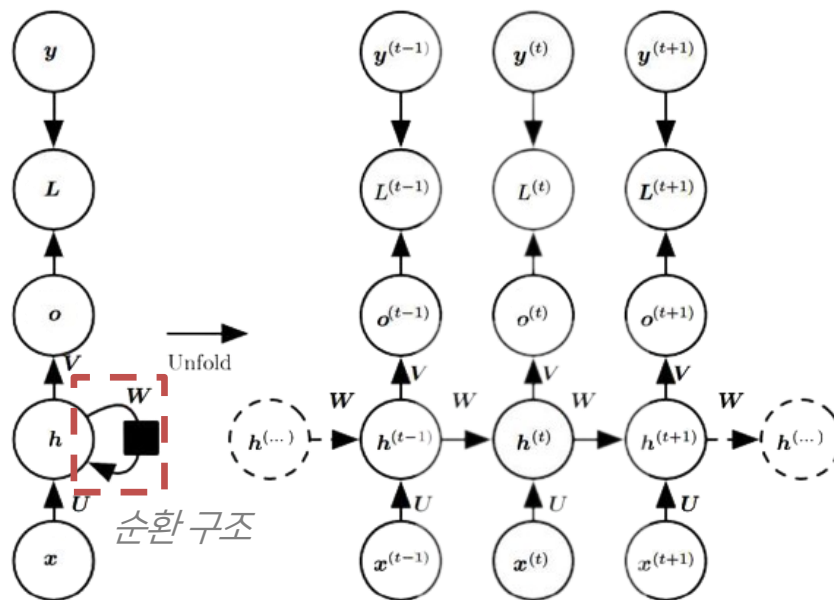 y y^{(t-1)} y^{(t)} y^{(t+1)}
L L^{(t-1)} L^{(t)} L^{(t+1)}
o o^{(t-1)} o^{(t)} o^{(t+1)}
Unfold
V V V V
W W W W W
h h^{(...)} h^{(t-1)} h^{(t)} h^{(t+1)} h^{(...)}
U U U U
순환 구조
x x^{(t-1)} x^{(t)} x^{(t+1)}